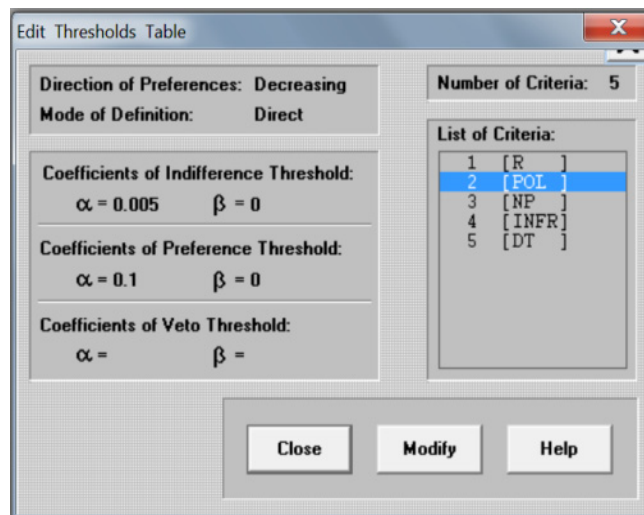 Edit Thresholds Table
Direction of Preferences: Decreasing
Mode of Definition: Direct
Number of Criteria: 5
List of Criteria:
1 [R ]
2 [POL ]
3 [NP ]
4 [INFR]
5 [DT ]
Coefficients of Indifference Threshold:
α = 0.005 β = 0
Coefficients of Preference Threshold:
α = 0.1 β = 0
Coefficients of Veto Threshold:
α = β =
Close Modify Help